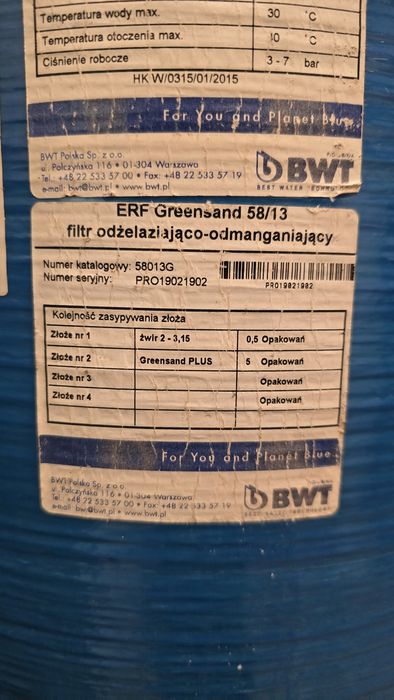 Temperatura wody max. 30 °C
Temperatura otoczenia max. 40 °C
Ciśnienie robocze 3 - 7 bar
HK W/0315/01/2015
For You and Planet Blue.
BWT Polska Sp. z o.o.
ul. Połczyńska 116 • 01-304 Warszawa
Tel.: +48 22 533 57 00 • Fax: +48 22 533 57 19
e-mail: bwt@bwt.pl • www.bwt.pl
BWT
BEST WATER TECHNOLOGY
ERF Greensand 58/13
filtr odżelaziająco-odmanganiający
Numer katalogowy: 58013G
Numer seryjny: PRO19021902
PRO19021902
Kolejność zasypywania złoża
Złoże nr 1 żwir 2 - 3,15 0,5 Opakowań
Złoże nr 2 Greensand PLUS 5 Opakowań
Złoże nr 3 Opakowań
Złoże nr 4 Opakowań
For You and Planet Blue.
BWT Polska Sp. z o.o.
ul. Połczyńska 116 • 01-304 Warszawa
Tel.: +48 22 533 57 00 • Fax: +48 22 533 57 19
e-mail: bwt@bwt.pl • www.bwt.pl
BWT
BEST WATER TECHNOLOGY